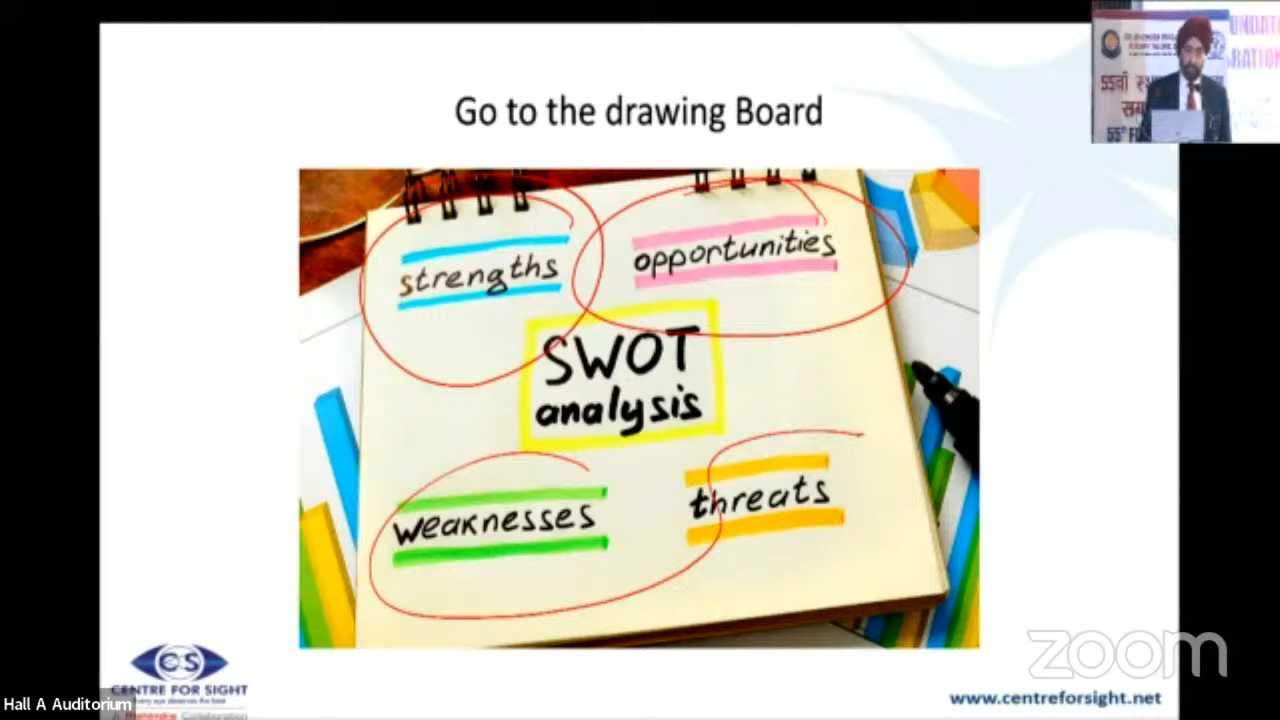 Go to the drawing Board
strengths
opportunities
SWOT
analysis
weaknesses
threats
CENTRE FOR SIGHT
Hall A Auditorium
www.centreforsight.net
zoom
55वाँ